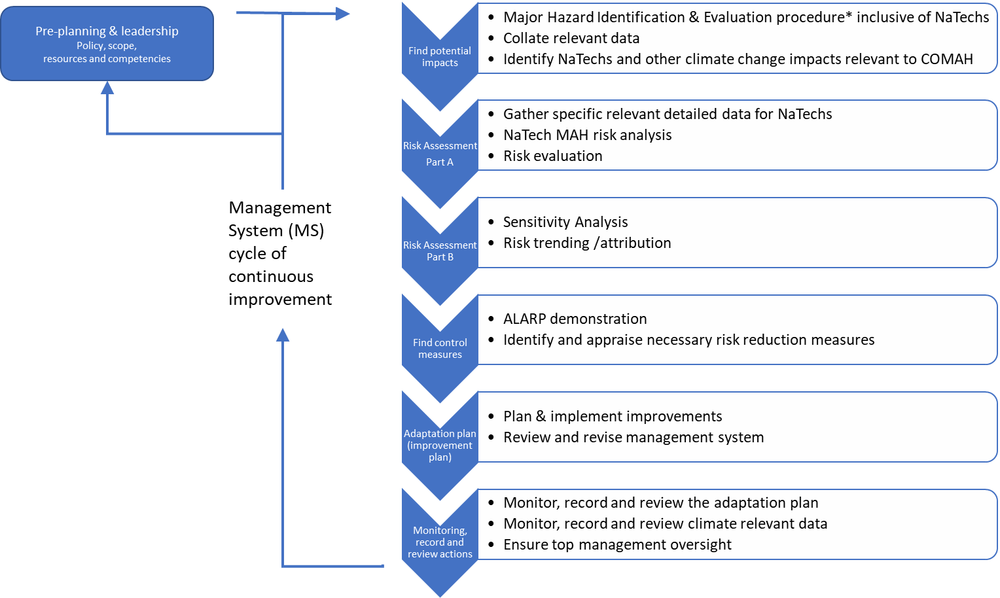 Pre-planning & leadership
Policy, scope,
resources and competencies
Find potential
impacts
• Major Hazard Identification & Evaluation procedure* inclusive of NaTechs
• Collate relevant data
• Identify NaTechs and other climate change impacts relevant to COMAH
Risk Assessment
Part A
• Gather specific relevant detailed data for NaTechs
• NaTech MAH risk analysis
• Risk evaluation
Management
System (MS)
cycle of
continuous
improvement
Risk Assessment
Part B
• Sensitivity Analysis
• Risk trending /attribution
Find control
measures
• ALARP demonstration
• Identify and appraise necessary risk reduction measures
Adaptation plan
(improvement
plan)
• Plan & implement improvements
• Review and revise management system
Monitoring,
record and
review actions
• Monitor, record and review the adaptation plan
• Monitor, record and review climate relevant data
• Ensure top management oversight